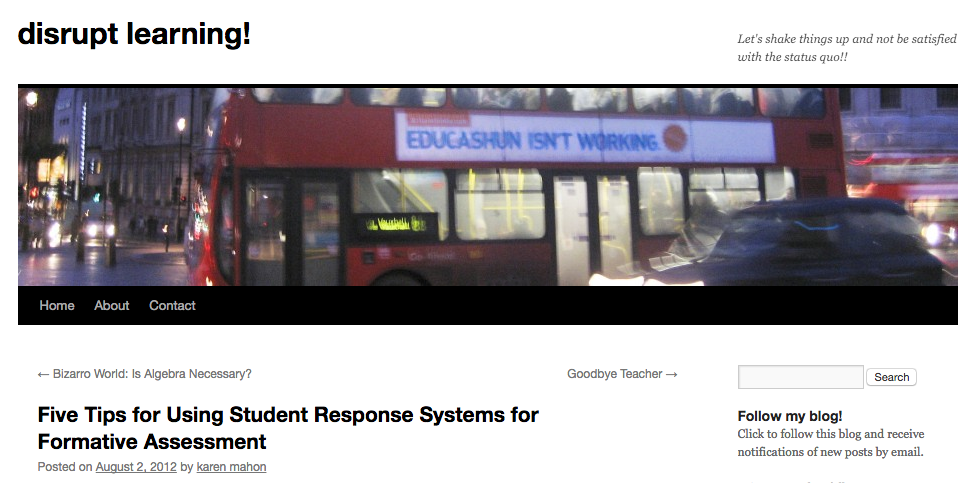 disrupt learning!
Let's shake things up and not be satisfied
with the status quo!!
EDUCASHUN ISN'T WORKING.
Home About Contact
← Bizarro World: Is Algebra Necessary?
Goodbye Teacher →
Search
Five Tips for Using Student Response Systems for
Formative Assessment
Posted on August 2, 2012 by karen mahon
Follow my blog!
Click to follow this blog and receive
notifications of new posts by email.